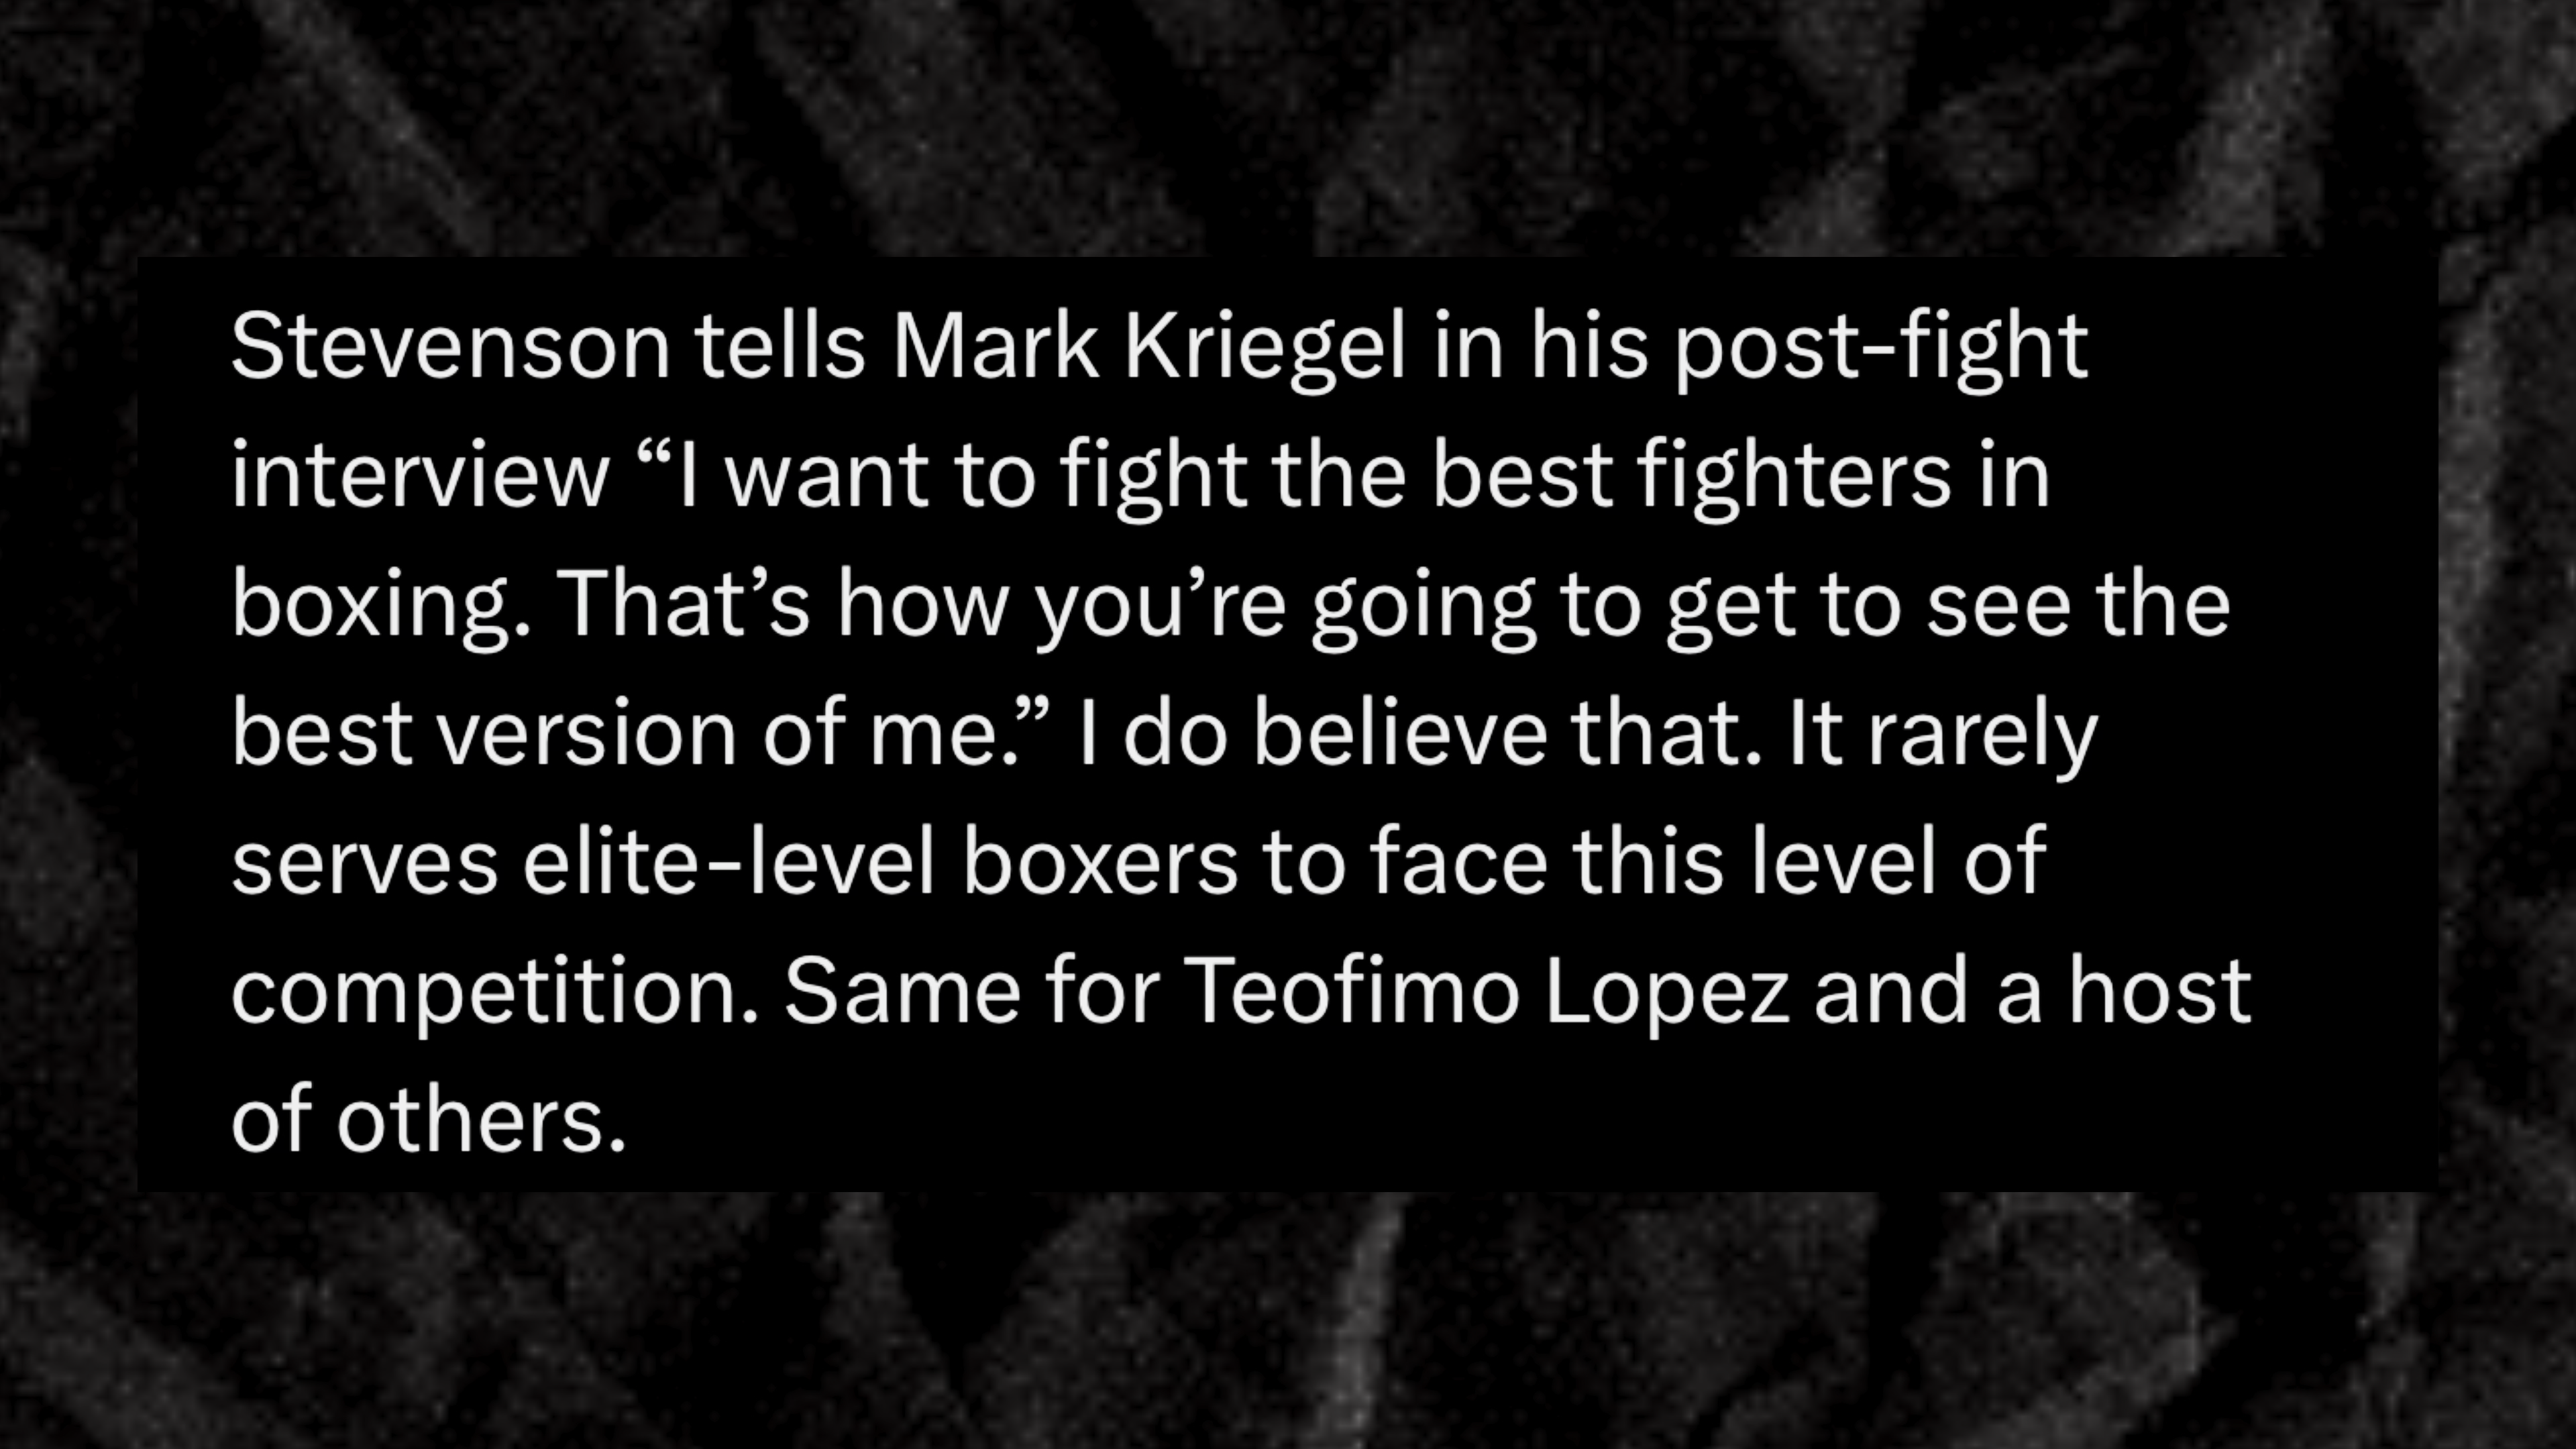 Stevenson tells Mark Kriegel in his post-fight
interview “I want to fight the best fighters in
boxing. That’s how you’re going to get to see the
best version of me.” I do believe that. It rarely
serves elite-level boxers to face this level of
competition. Same for Teofimo Lopez and a host
of others.